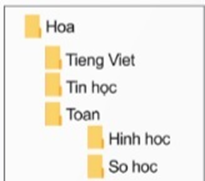 Hoa
Tieng Viet
Tin học
Toan
Hinh hoc
So hoc